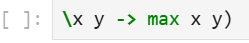 [ ]: \x y -> max x y)